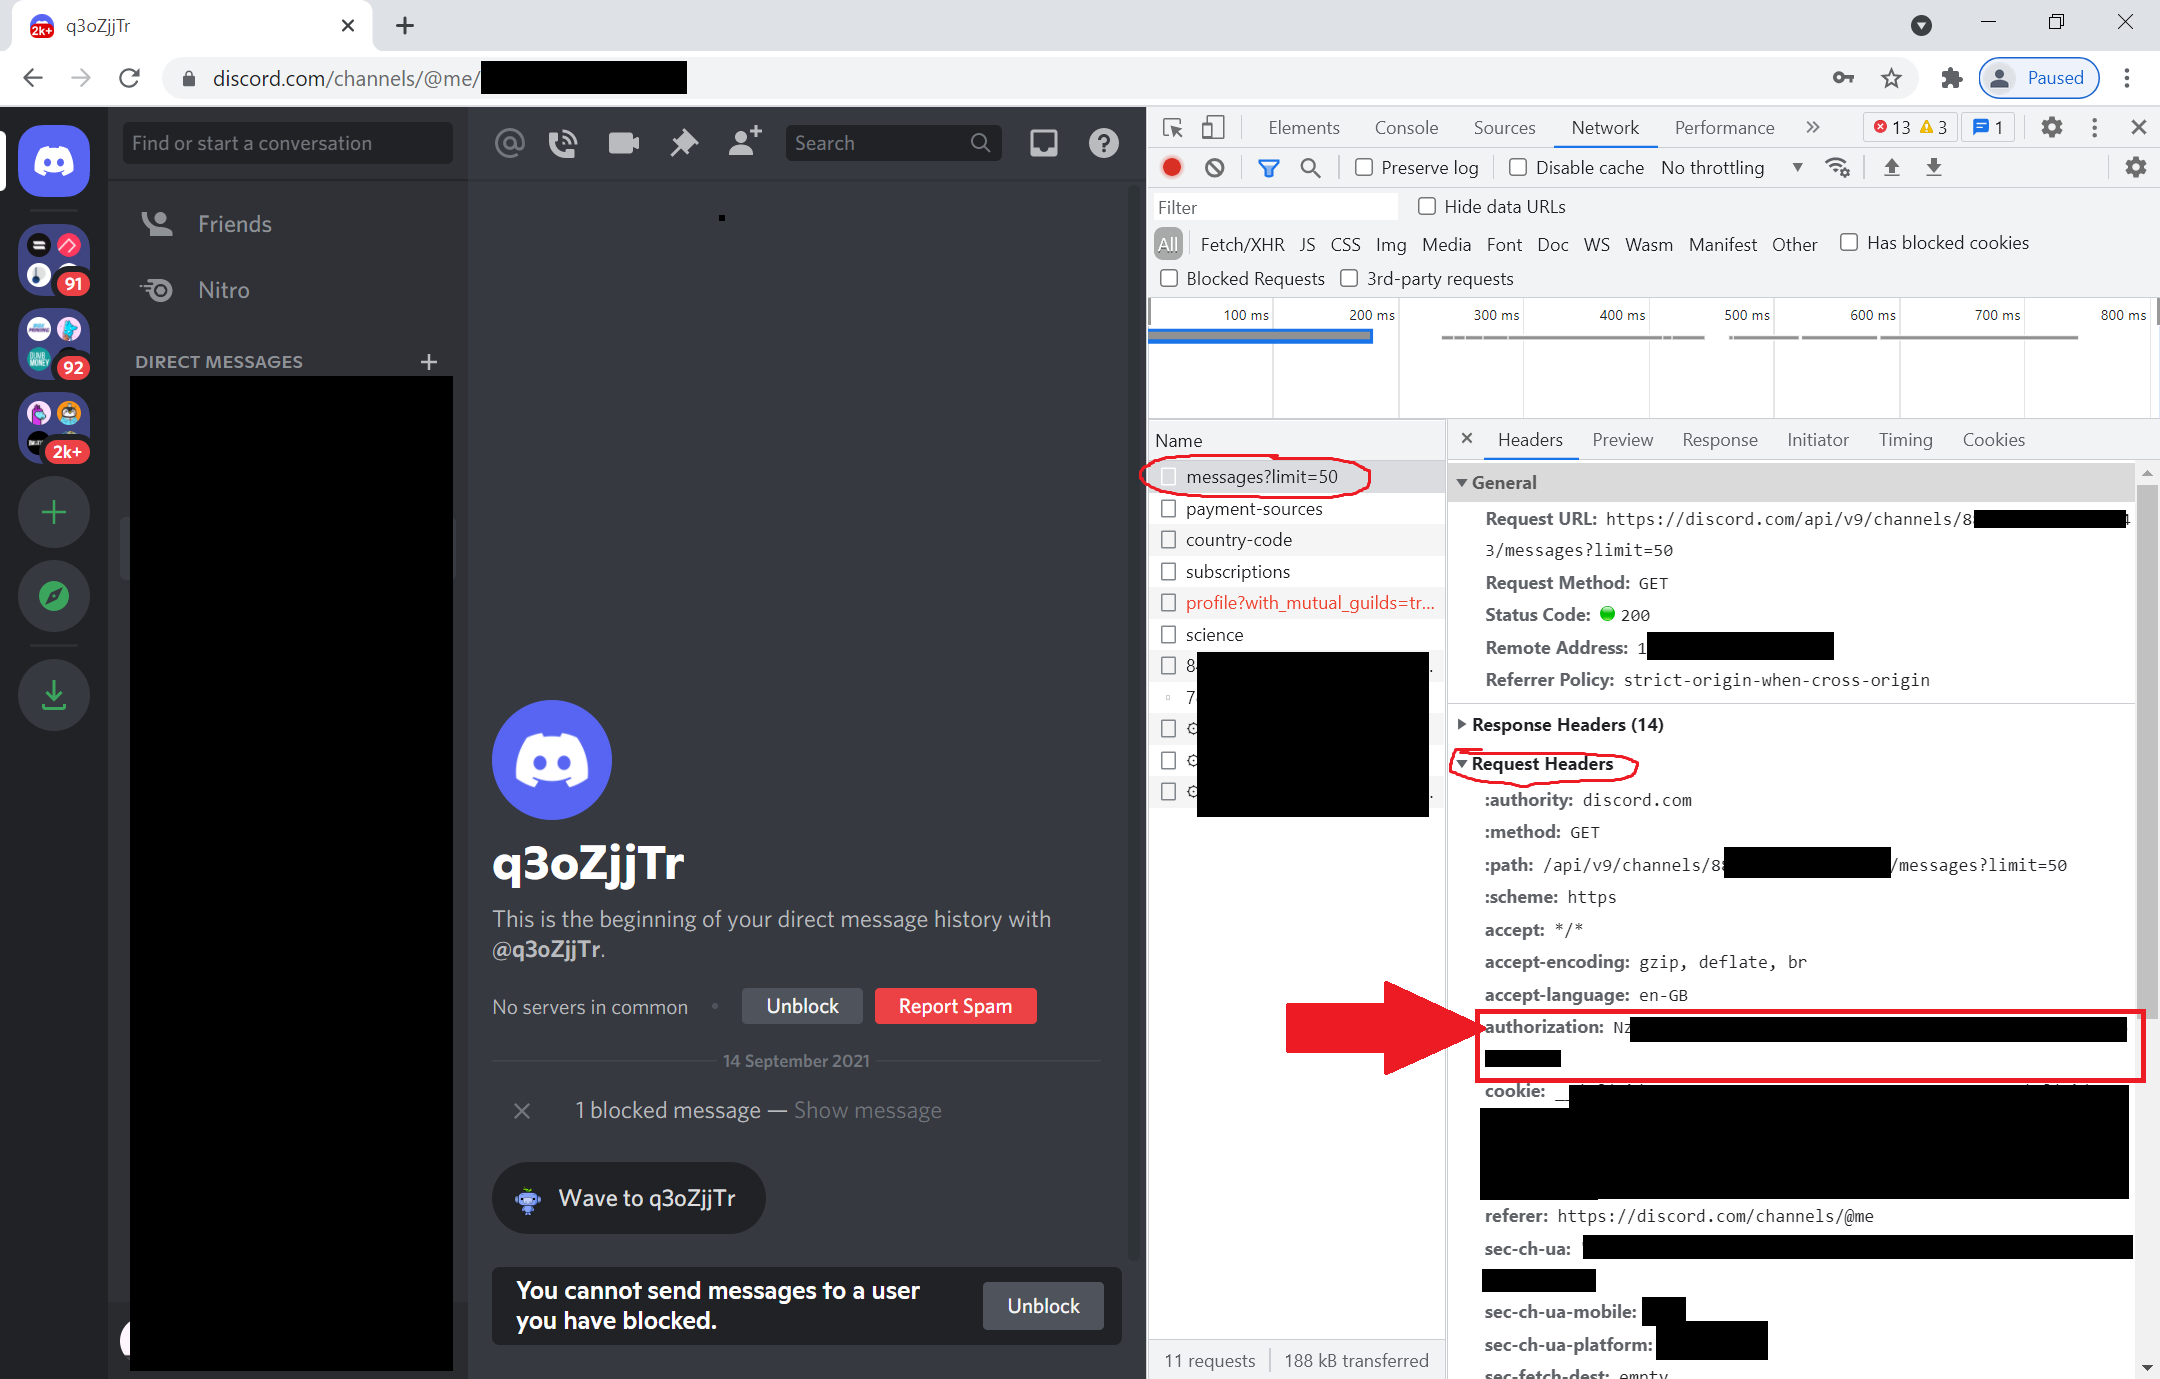 q3oZjjTr
discord.com/channels/@me/
Paused
Find or start a conversation
Search
Friends
Nitro
91
92
2k+
2k+
DIRECT MESSAGES
q3oZjjTr
This is the beginning of your direct message history with
@q3oZjjTr.
No servers in common
Unblock
Report Spam
14 September 2021
1 blocked message — Show message
Wave to q3oZjjTr
You cannot send messages to a user
you have blocked.
Unblock
Elements Console Sources Network Performance
13 3 1
Preserve log Disable cache No throttling
Filter Hide data URLs
All Fetch/XHR JS CSS Img Media Font Doc WS Wasm Manifest Other Has blocked cookies
Blocked Requests 3rd-party requests
100 ms 200 ms 300 ms 400 ms 500 ms 600 ms 700 ms 800 ms
Name
messages?limit=50
payment-sources
country-code
subscriptions
profile?with_mutual_guilds=tr...
science
11 requests 188 kB transferred
Headers Preview Response Initiator Timing Cookies
General
Request URL: https://discord.com/api/v9/channels/8
3/messages?limit=50
Request Method: GET
Status Code: 200
Remote Address: 1
Referrer Policy: strict-origin-when-cross-origin
Response Headers (14)
Request Headers
:authority: discord.com
:method: GET
:path: /api/v9/channels/88 /messages?limit=50
:scheme: https
accept: */*
accept-encoding: gzip, deflate, br
accept-language: en-GB
authorization: Nz
cookie: __
referer: https://discord.com/channels/@me
sec-ch-ua:
sec-ch-ua-mobile:
sec-ch-ua-platform:
sec-fetch-dest: empty